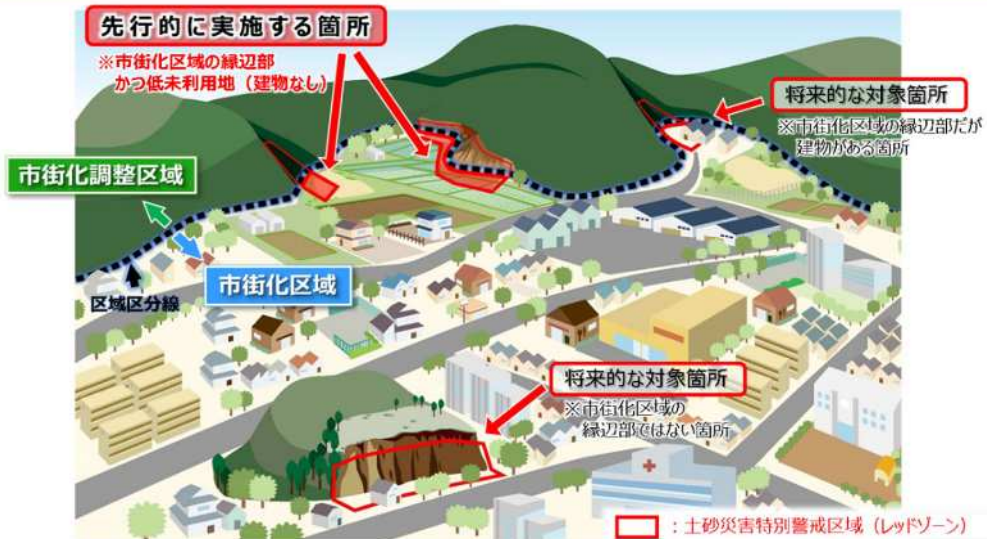 先行的に実施する箇所
※市街化区域の縁辺部
かつ低未利用地（建物なし）
将来的な対象箇所
※市街化区域の縁辺部だが
建物がある箇所
市街化調整区域
市街化区域
区域区分線
将来的な対象箇所
※市街化区域の
縁辺部ではない箇所
：土砂災害特別警戒区域（レッドゾーン）